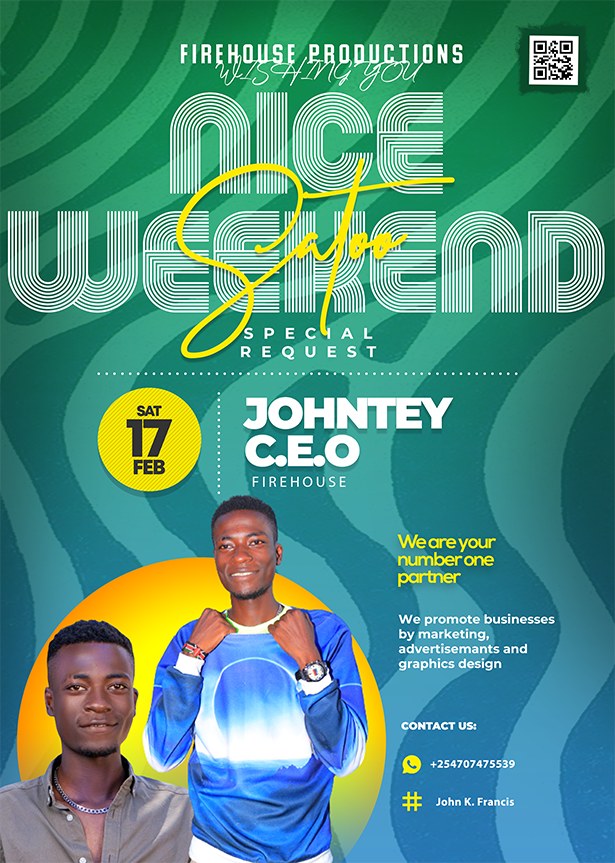 FIREHOUSE PRODUCTIONS
WISHING YOU
NICE
WEEKEND
Satoo
SPECIAL
REQUEST
SAT
17
FEB
JOHNTEY
C.E.O
FIREHOUSE
We are your
number one
partner
We promote businesses
by marketing,
advertisemants and
graphics design
CONTACT US:
+254707475539
# John K. Francis